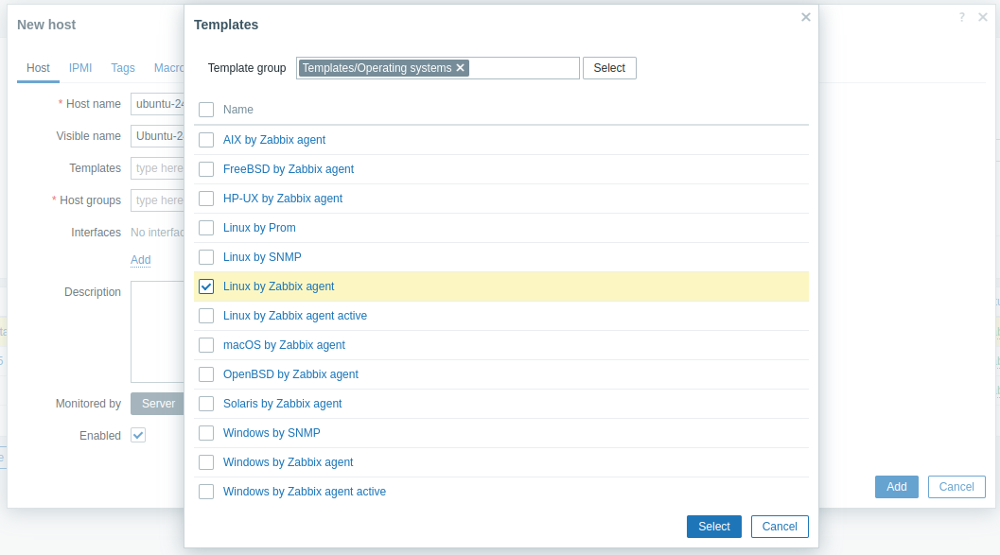 New host
Templates
?
Host IPMI Tags Macro
Template group Templates/Operating systems Select
* Host name ubuntu-24
Visible name Ubuntu-2
Templates type here
* Host groups type here
Interfaces No interfac
Add
Description
Monitored by Server
Enabled
Name
AIX by Zabbix agent
FreeBSD by Zabbix agent
HP-UX by Zabbix agent
Linux by Prom
Linux by SNMP
Linux by Zabbix agent
Linux by Zabbix agent active
macOS by Zabbix agent
OpenBSD by Zabbix agent
Solaris by Zabbix agent
Windows by SNMP
Windows by Zabbix agent
Windows by Zabbix agent active
Select Cancel
Add Cancel